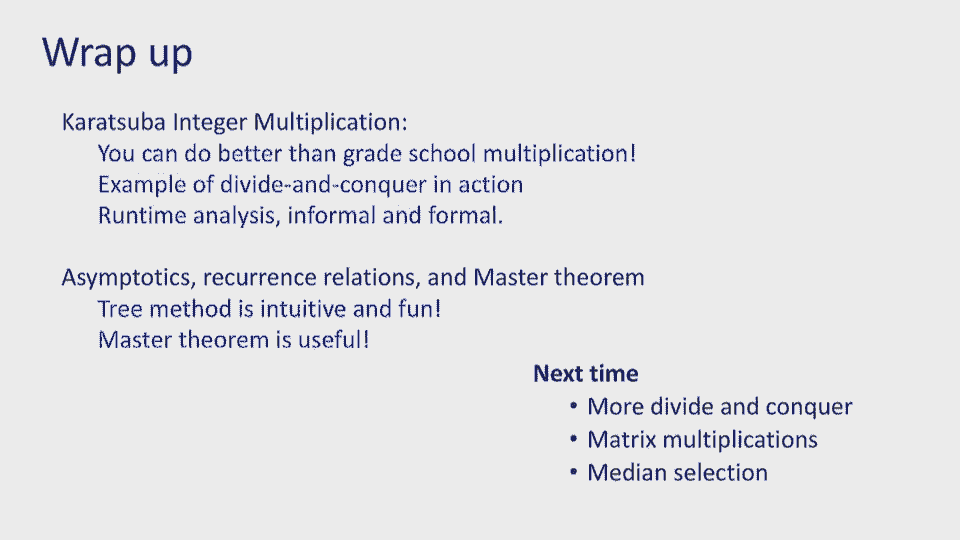 Wrap up
Karatsuba Integer Multiplication:
You can do better than grade school multiplication!
Example of divide-and-conquer in action
Runtime analysis, informal and formal.
Asymptotics, recurrence relations, and Master theorem
Tree method is intuitive and fun!
Master theorem is useful!
Next time
• More divide and conquer
• Matrix multiplications
• Median selection